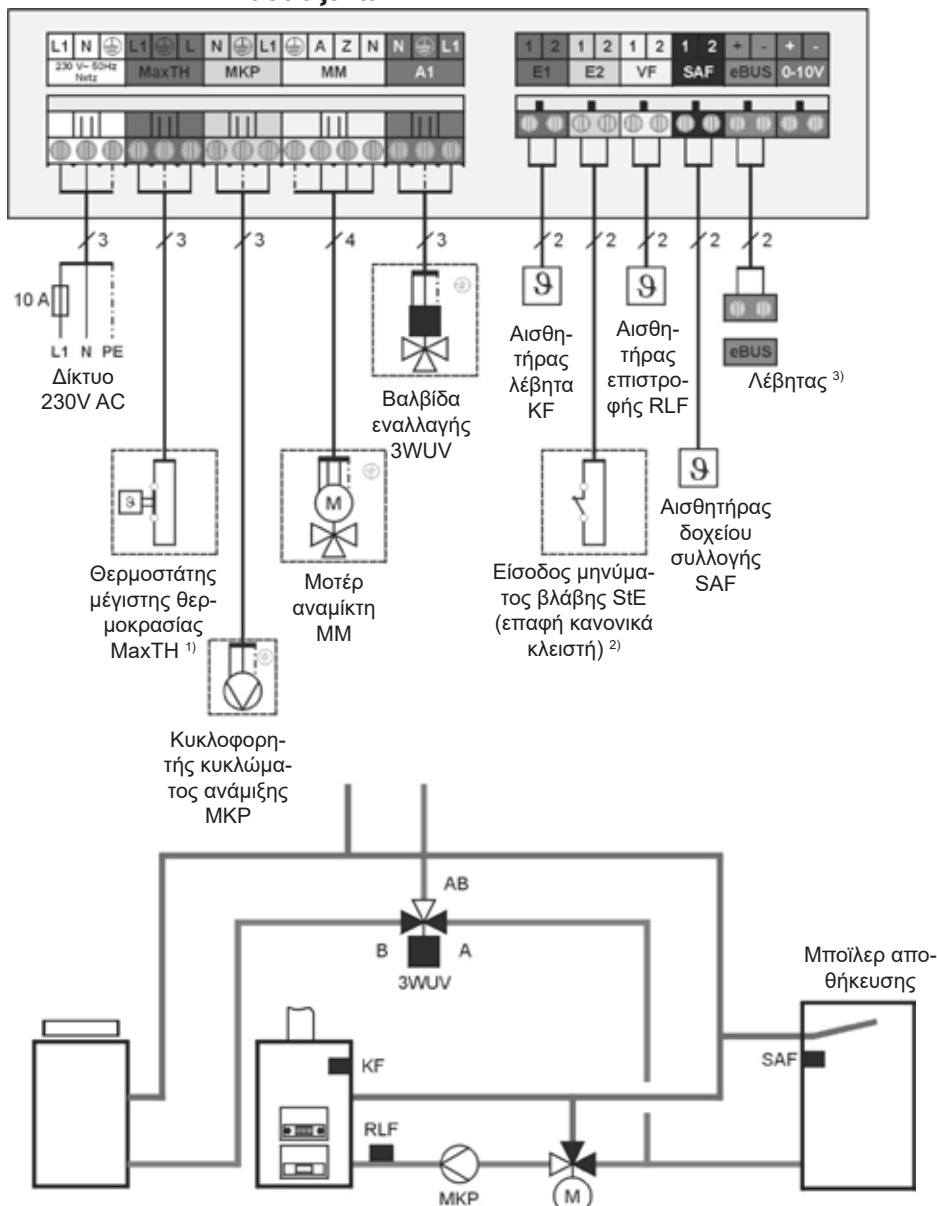 L1 N L1 L N L1 A Z N N L1
230 V~ 50Hz
Netz
MaxTH MKP MM A1
1 2 1 2 1 2 1 2 + - + -
E1 E2 VF SAF eBUS 0-10V
3 3 3 4 3 2 2 2 2 2
10 A
L1 N PE
Δίκτυο
230V AC
Θερμοστάτης
μέγιστης θερ-
μοκρασίας
MaxTH 1)
Κυκλοφορη-
τής κυκλώμα-
τος ανάμιξης
MKP
M
Μοτέρ
αναμίκτη
MM
Βαλβίδα
εναλλαγής
3WUV
ϑ
Αισθη-
τήρας
λέβητα
KF
Είσοδος μηνύμα-
τος βλάβης StE
(επαφή κανονικά
κλειστή) 2)
ϑ
Αισθη-
τήρας
επιστρο-
φής RLF
ϑ
Αισθητήρας
δοχείου
συλλογής
SAF
eBUS
Λέβητας 3)
AB
B A
3WUV
Μποϊλερ απο-
θήκευσης
KF
SAF
RLF
MKP
M